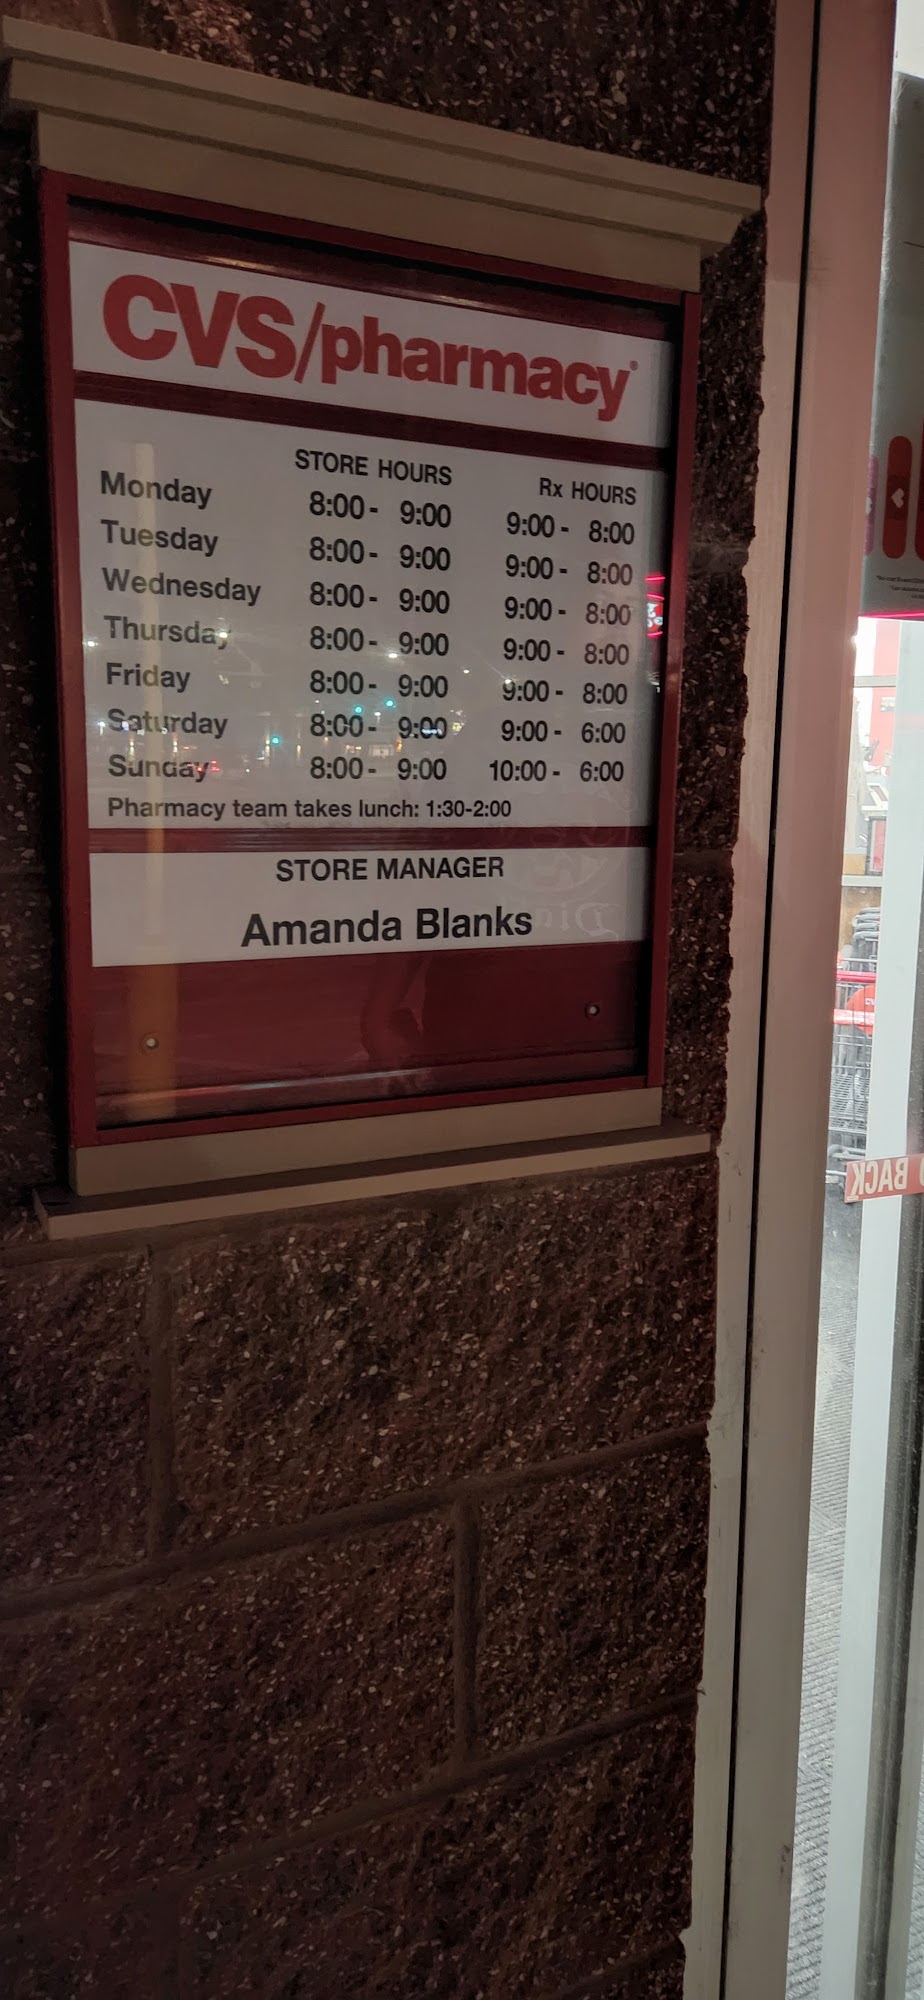 CVS/pharmacy®
STORE HOURS Rx HOURS
Monday 8:00 - 9:00 9:00 - 8:00
Tuesday 8:00 - 9:00 9:00 - 8:00
Wednesday 8:00 - 9:00 9:00 - 8:00
Thursday 8:00 - 9:00 9:00 - 8:00
Friday 8:00 - 9:00 9:00 - 8:00
Saturday 8:00 - 9:00 9:00 - 6:00
Sunday 8:00 - 9:00 10:00 - 6:00
Pharmacy team takes lunch: 1:30-2:00
STORE MANAGER
Amanda Blanks
BACK